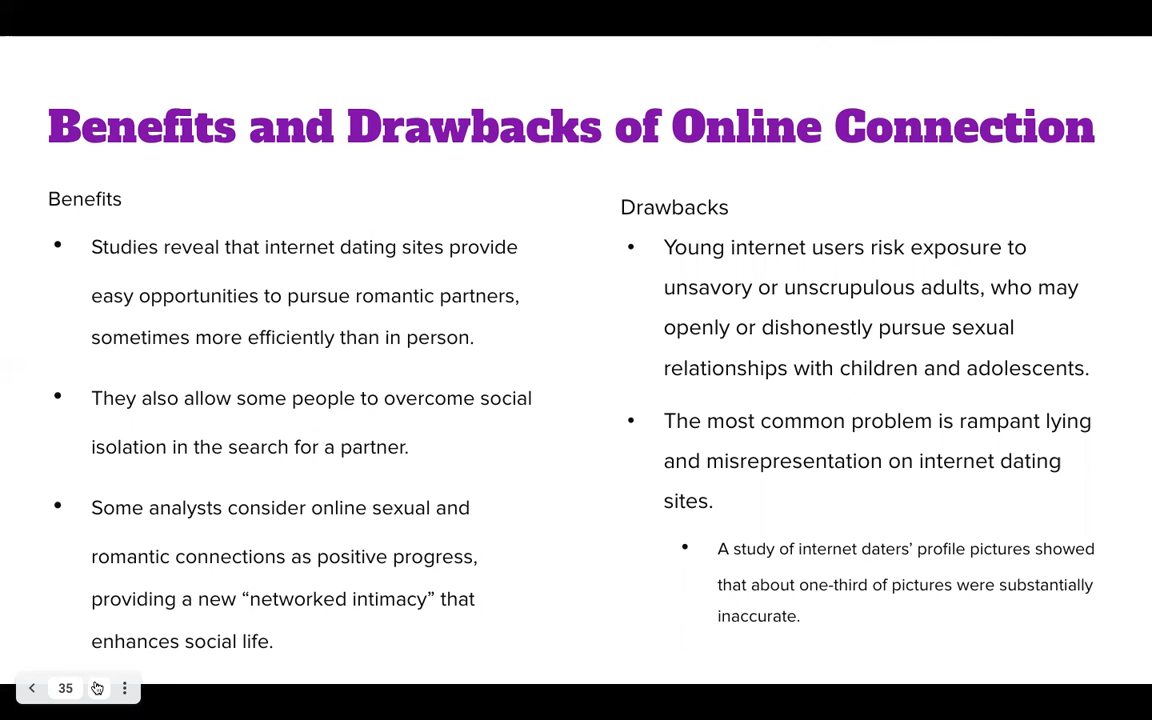 Benefits and Drawbacks of Online Connection
Benefits
• Studies reveal that internet dating sites provide
easy opportunities to pursue romantic partners,
sometimes more efficiently than in person.
• They also allow some people to overcome social
isolation in the search for a partner.
• Some analysts consider online sexual and
romantic connections as positive progress,
providing a new “networked intimacy” that
enhances social life.
Drawbacks
• Young internet users risk exposure to
unsavory or unscrupulous adults, who may
openly or dishonestly pursue sexual
relationships with children and adolescents.
• The most common problem is rampant lying
and misrepresentation on internet dating
sites.
• A study of internet daters’ profile pictures showed
that about one-third of pictures were substantially
inaccurate.
35